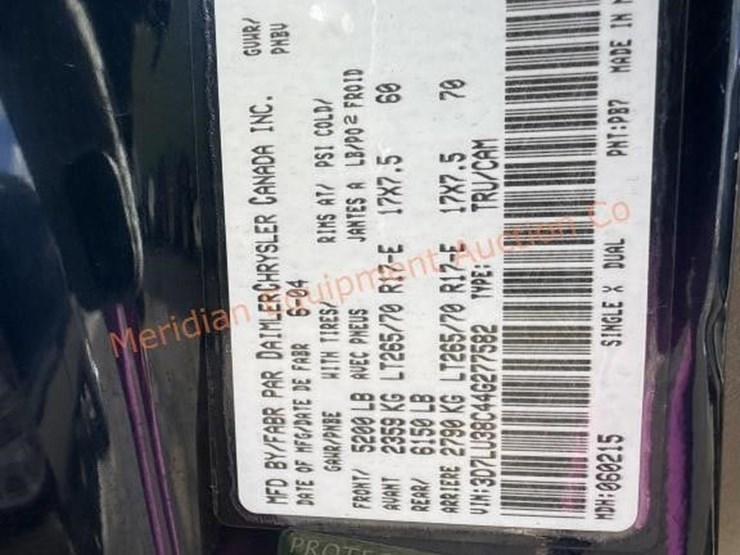 MFD BY/FABR PAR DAIMLERCHRYSLER CANADA INC.
DATE OF MFG/DATE DE FABR 6-04 GVWR/
PNBV
GAWR/PNBE WITH TIRES/ RIMS AT/ PSI COLD/
AVEC PNEUS JANTES A LB/PO2 FROID
FRONT/ 5200 LB
AVANT 2359 KG LT265/70 R17-E 17X7.5 60
REAR/ 6150 LB
ARRIERE 2790 KG LT265/70 R17-E 17X7.5 70
VIN:3D7LU38C44G277582 TYPE: TRU/CAM
MDH:060215 SINGLE X DUAL PNT:PB7 MADE IN
Meridian Equipment Auction Co
PROTE